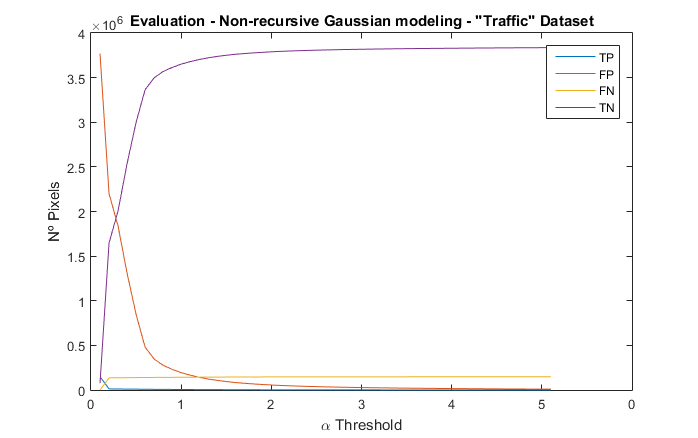 ×10⁶ Evaluation - Non-recursive Gaussian modeling - "Traffic" Dataset
4
3.5
3
2.5
2
1.5
1
0.5
0
Nº Pixels
0 1 2 3 4 5 0
α Threshold
TP
FP
FN
TN